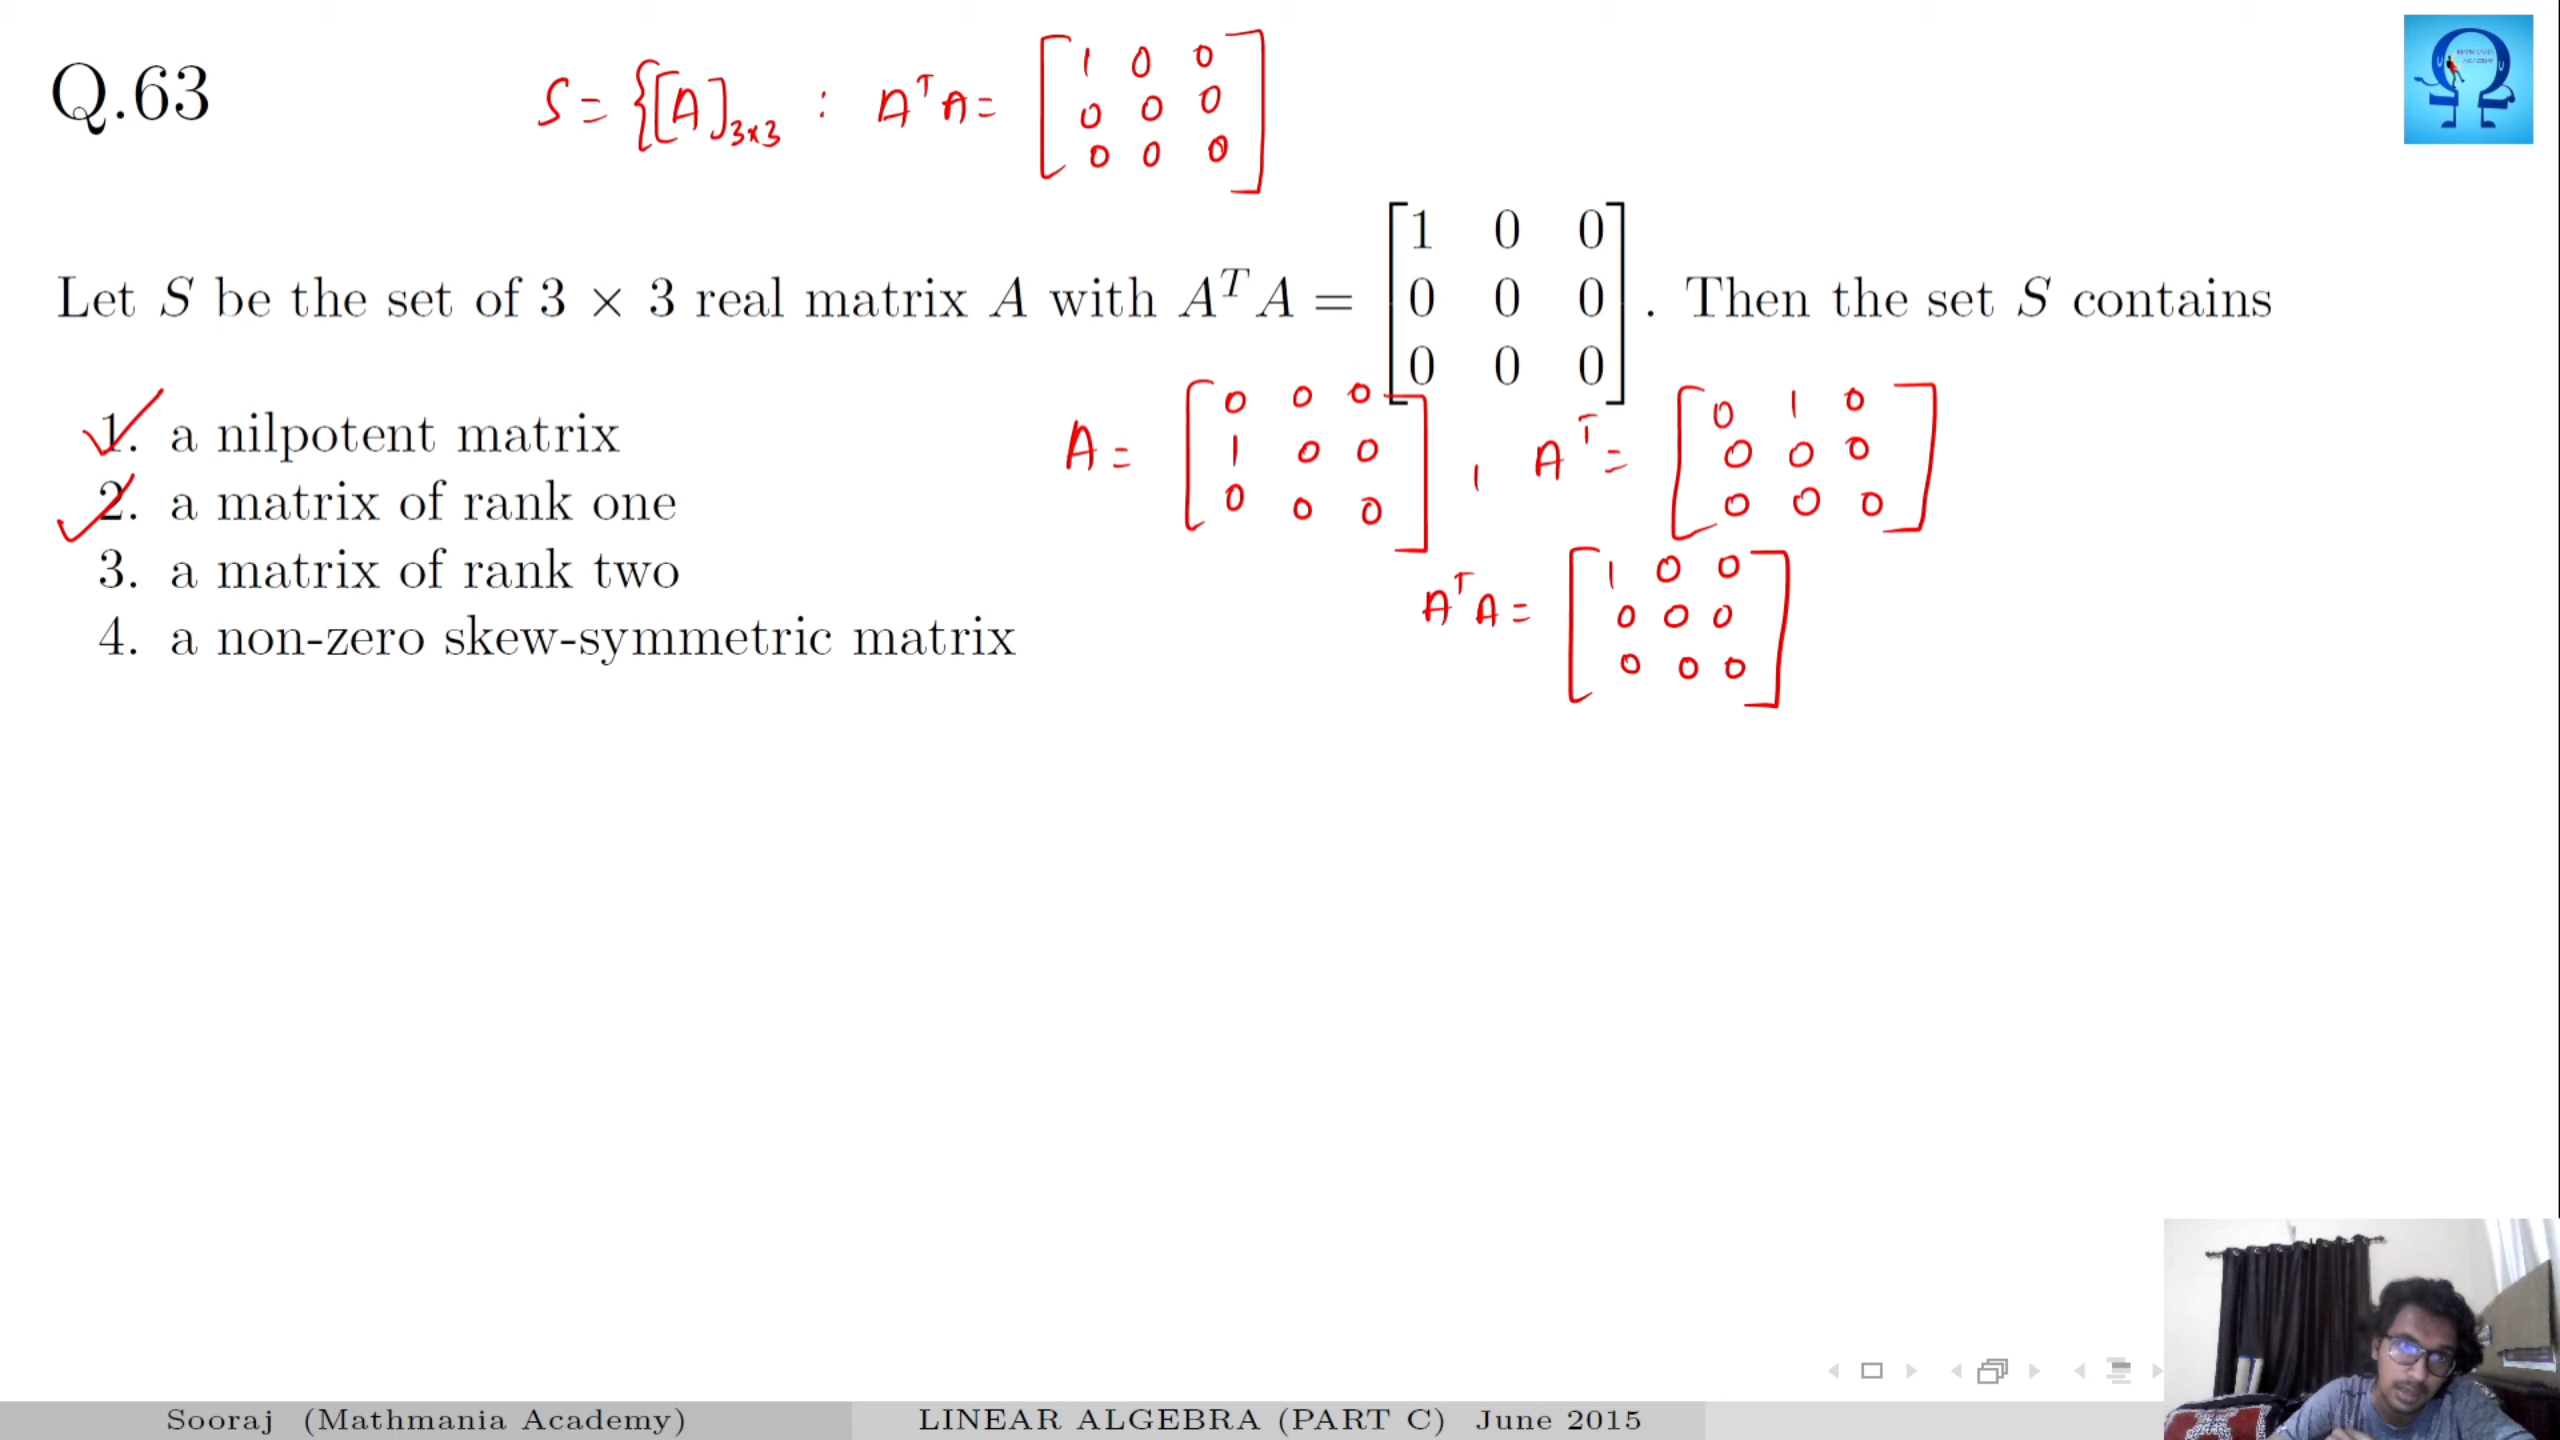 Q.63
S = {[A]₃ₓ₃ : AᵀA = [1 0 0
0 0 0
0 0 0]
Let S be the set of 3 × 3 real matrix A with AᵀA = [1 0 0
0 0 0
0 0 0]. Then the set S contains
1. a nilpotent matrix
2. a matrix of rank one
3. a matrix of rank two
4. a non-zero skew-symmetric matrix
A = [0 0 0
1 0 0
0 0 0] , Aᵀ = [0 1 0
0 0 0
0 0 0]
AᵀA = [1 0 0
0 0 0
0 0 0]
Sooraj (Mathmania Academy) LINEAR ALGEBRA (PART C) June 2015